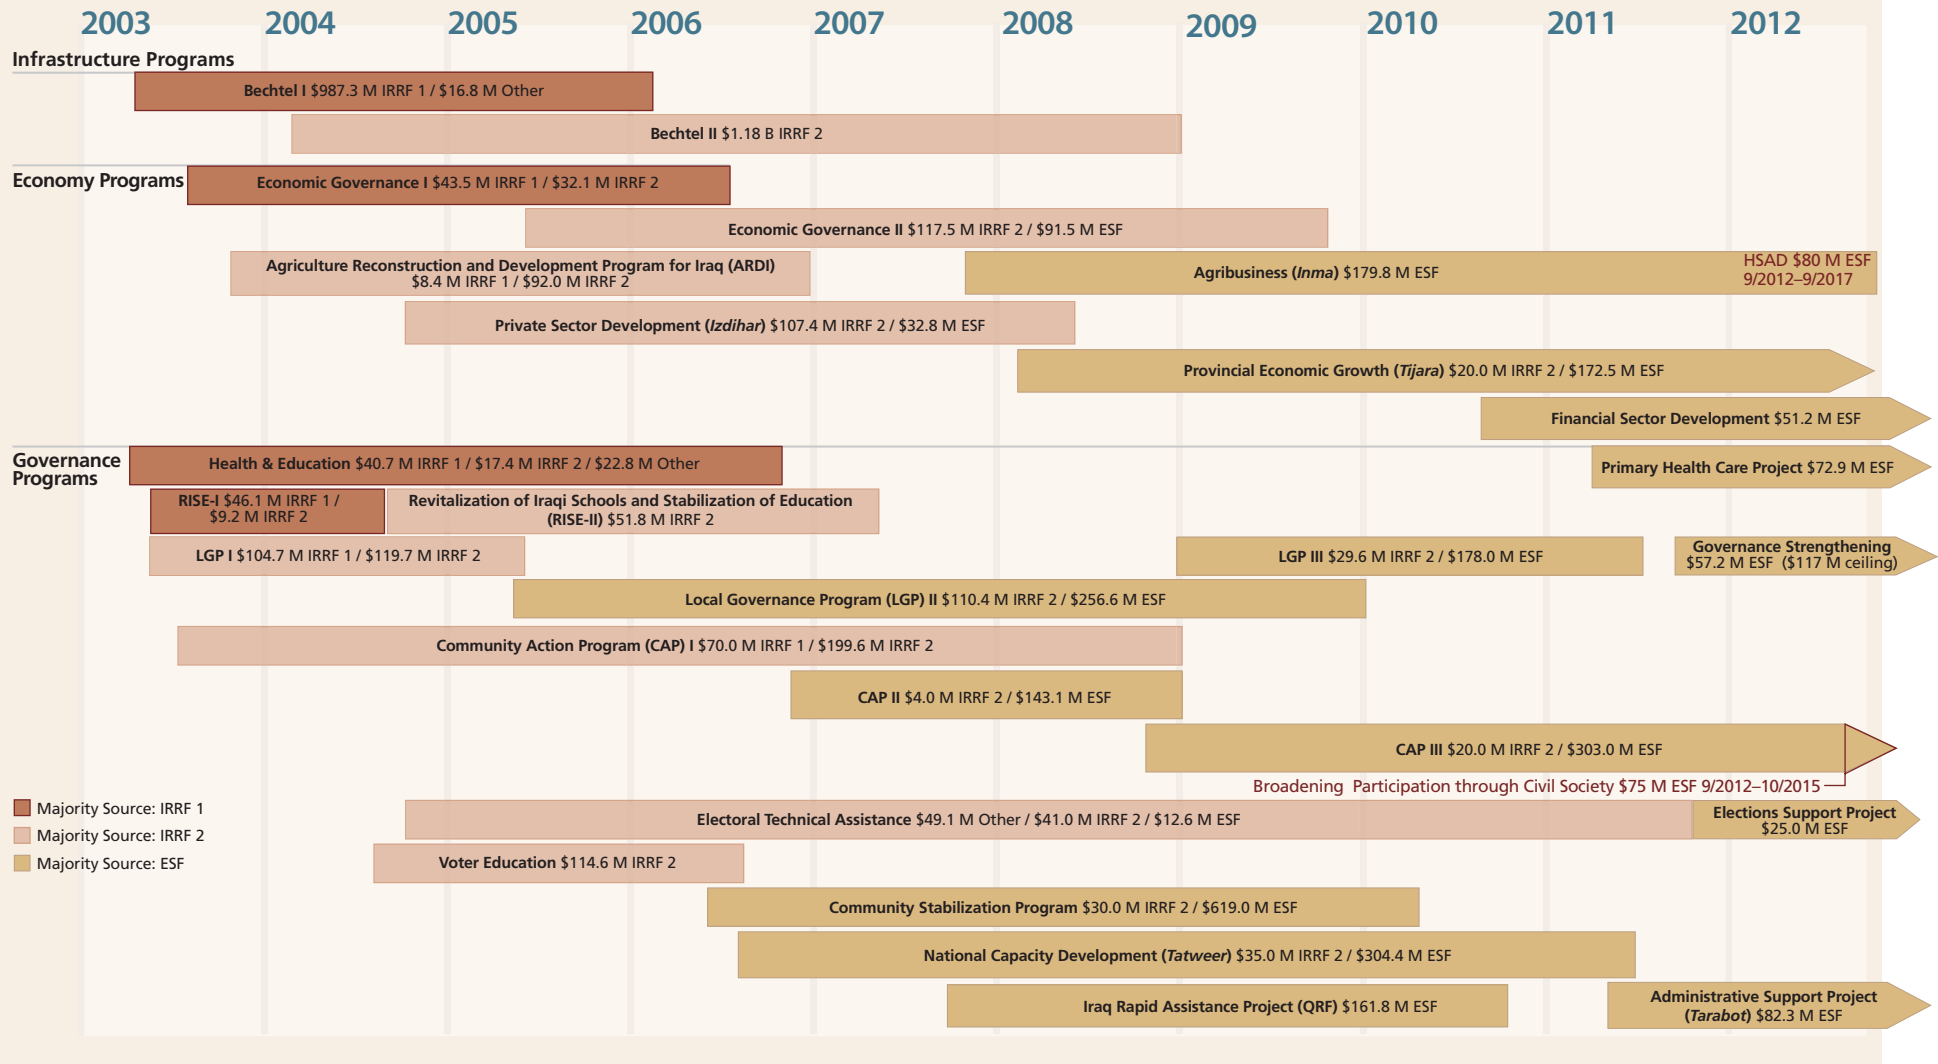 2003 2004 2005 2006 2007 2008 2009 2010 2011 2012
Infrastructure Programs
Bechtel I $987.3 M IRRF 1 / $16.8 M Other
Bechtel II $1.18 B IRRF 2
Economy Programs
Economic Governance I $43.5 M IRRF 1 / $32.1 M IRRF 2
Economic Governance II $117.5 M IRRF 2 / $91.5 M ESF
Agriculture Reconstruction and Development Program for Iraq (ARDI)
$8.4 M IRRF 1 / $92.0 M IRRF 2
Agribusiness (Inma) $179.8 M ESF
HSAD $80 M ESF
9/2012–9/2017
Private Sector Development (Izdihar) $107.4 M IRRF 2 / $32.8 M ESF
Provincial Economic Growth (Tijara) $20.0 M IRRF 2 / $172.5 M ESF
Financial Sector Development $51.2 M ESF
Governance
Programs
Health & Education $40.7 M IRRF 1 / $17.4 M IRRF 2 / $22.8 M Other
Primary Health Care Project $72.9 M ESF
RISE-I $46.1 M IRRF 1 /
$9.2 M IRRF 2
Revitalization of Iraqi Schools and Stabilization of Education
(RISE-II) $51.8 M IRRF 2
LGP I $104.7 M IRRF 1 / $119.7 M IRRF 2
LGP III $29.6 M IRRF 2 / $178.0 M ESF
Governance Strengthening
$57.2 M ESF ($117 M ceiling)
Local Governance Program (LGP) II $110.4 M IRRF 2 / $256.6 M ESF
Community Action Program (CAP) I $70.0 M IRRF 1 / $199.6 M IRRF 2
CAP II $4.0 M IRRF 2 / $143.1 M ESF
CAP III $20.0 M IRRF 2 / $303.0 M ESF
Broadening Participation through Civil Society $75 M ESF 9/2012–10/2015
Electoral Technical Assistance $49.1 M Other / $41.0 M IRRF 2 / $12.6 M ESF
Elections Support Project
$25.0 M ESF
Voter Education $114.6 M IRRF 2
Community Stabilization Program $30.0 M IRRF 2 / $619.0 M ESF
National Capacity Development (Tatweer) $35.0 M IRRF 2 / $304.4 M ESF
Iraq Rapid Assistance Project (QRF) $161.8 M ESF
Administrative Support Project
(Tarabot) $82.3 M ESF
Majority Source: IRRF 1
Majority Source: IRRF 2
Majority Source: ESF